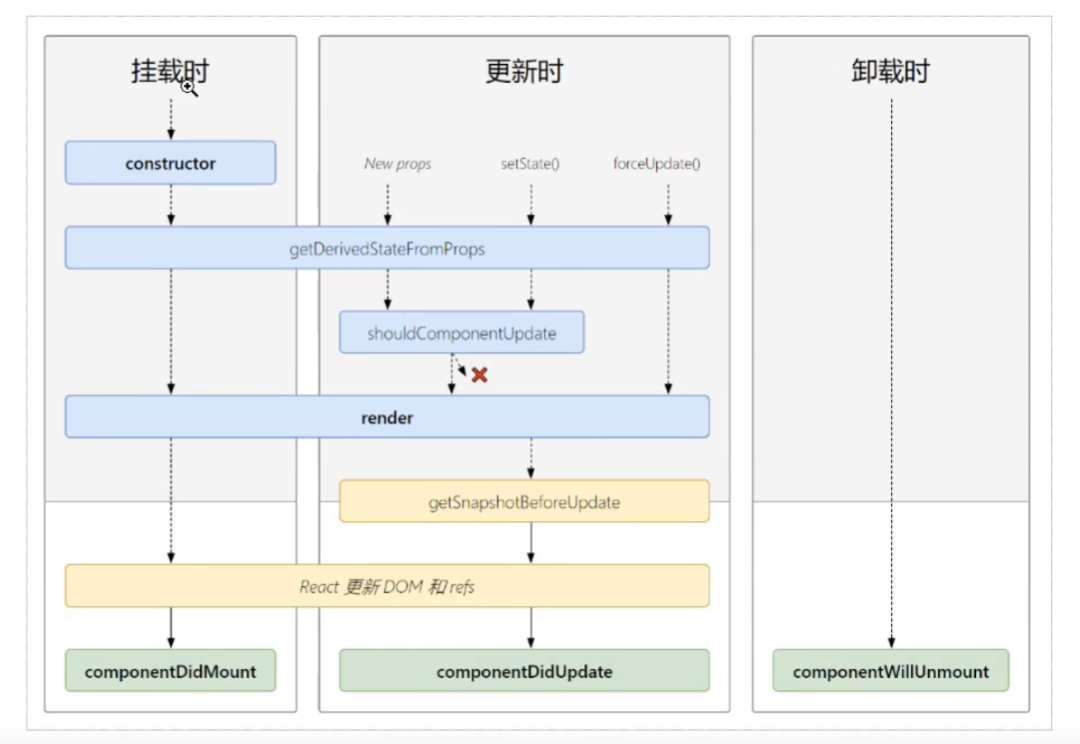 挂载时
更新时
卸载时
constructor
New props
setState()
forceUpdate()
getDerivedStateFromProps
shouldComponentUpdate
render
getSnapshotBeforeUpdate
React 更新 DOM 和 refs
componentDidMount
componentDidUpdate
componentWillUnmount